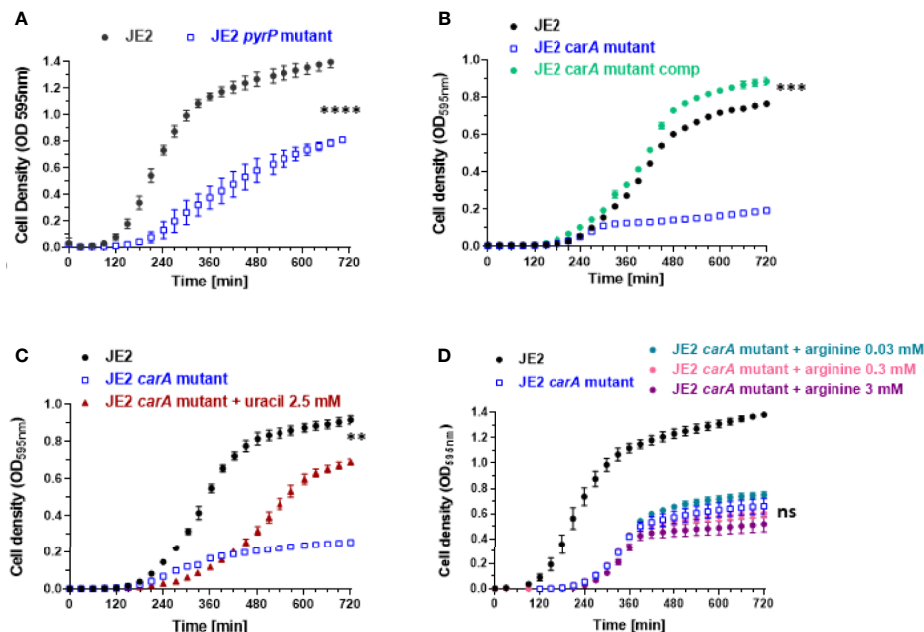 A
JE2
JE2 pyrP mutant
Cell Density (OD 595nm)
1.4
1.2
1.0
0.8
0.6
0.4
0.2
0.0
****
0 120 240 360 480 600 720
Time [min]
B
JE2
JE2 carA mutant
JE2 carA mutant comp
Cell density (OD595nm)
1.0
0.8
0.6
0.4
0.2
0.0
***
0 120 240 360 480 600 720
Time [min]
C
JE2
JE2 carA mutant
JE2 carA mutant + uracil 2.5 mM
Cell density (OD595nm)
1.0
0.8
0.6
0.4
0.2
0.0
**
0 120 240 360 480 600 720
Time [min]
D
JE2
JE2 carA mutant
JE2 carA mutant + arginine 0.03 mM
JE2 carA mutant + arginine 0.3 mM
JE2 carA mutant + arginine 3 mM
Cell density (OD595nm)
1.4
1.2
1.0
0.8
0.6
0.4
0.2
0.0
ns
0 120 240 360 480 600 720
Time [min]